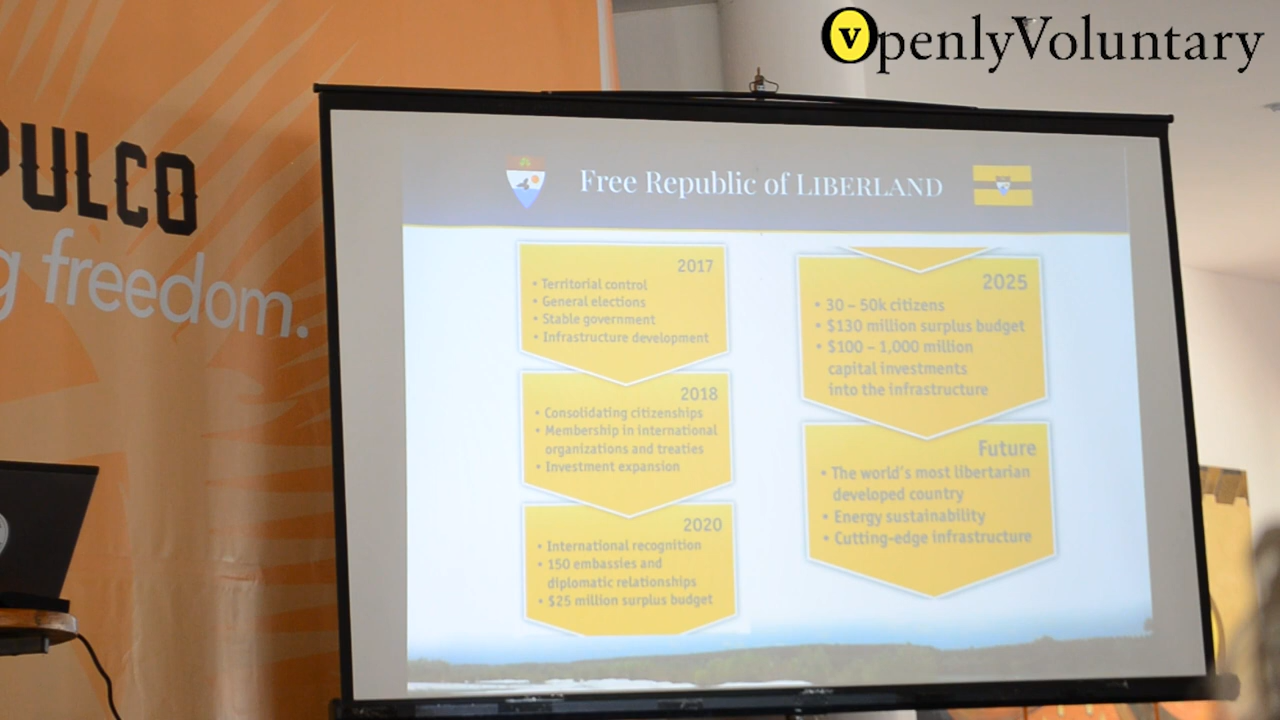 OpenlyVoluntary
PULCO
g freedom.
Free Republic of LIBERLAND
2017
• Territorial control
• General elections
• Stable government
• Infrastructure development
2018
• Consolidating citizenships
• Membership in international
organizations and treaties
• Investment expansion
2020
• International recognition
• 150 embassies and
diplomatic relationships
• $25 million surplus budget
2025
• 30 – 50k citizens
• $130 million surplus budget
• $100 – 1,000 million
capital investments
into the infrastructure
Future
• The world's most libertarian
developed country
• Energy sustainability
• Cutting-edge infrastructure